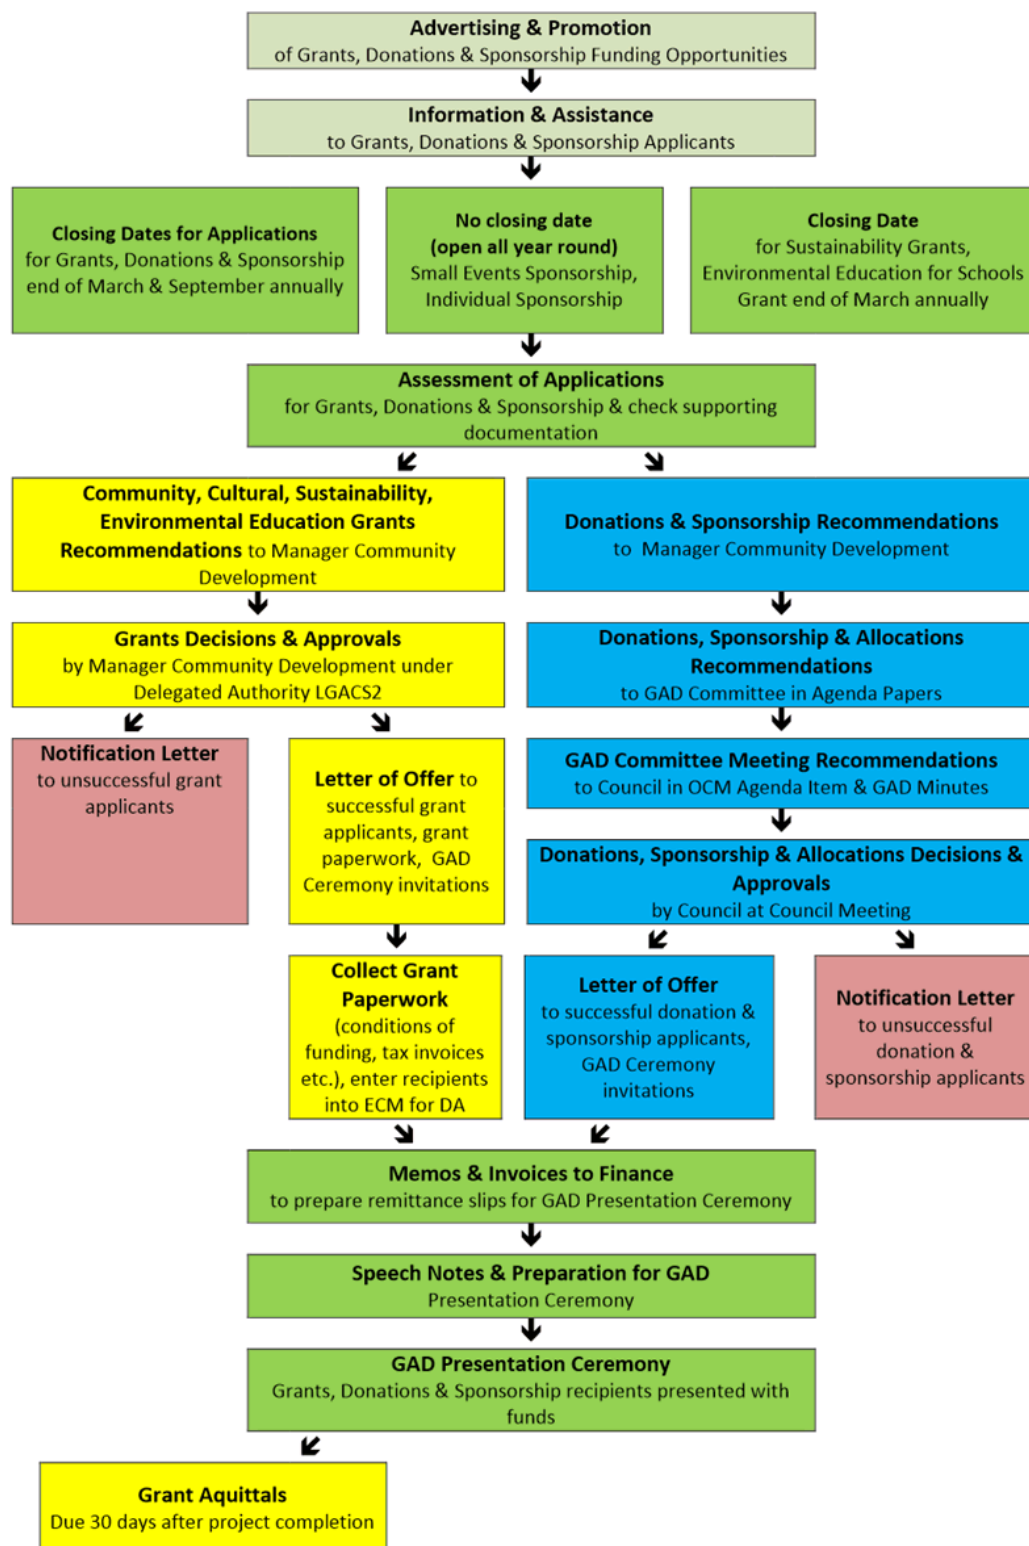 Advertising & Promotion
of Grants, Donations & Sponsorship Funding Opportunities
Information & Assistance
to Grants, Donations & Sponsorship Applicants
Closing Dates for Applications
for Grants, Donations & Sponsorship
end of March & September annually
No closing date
(open all year round)
Small Events Sponsorship,
Individual Sponsorship
Closing Date
for Sustainability Grants,
Environmental Education for Schools
Grant end of March annually
Assessment of Applications
for Grants, Donations & Sponsorship & check supporting
documentation
Community, Cultural, Sustainability,
Environmental Education Grants
Recommendations to Manager Community
Development
Donations & Sponsorship Recommendations
to Manager Community Development
Grants Decisions & Approvals
by Manager Community Development under
Delegated Authority LGACS2
Donations, Sponsorship & Allocations
Recommendations
to GAD Committee in Agenda Papers
Notification Letter
to unsuccessful grant
applicants
Letter of Offer to
successful grant
applicants, grant
paperwork, GAD
Ceremony invitations
GAD Committee Meeting Recommendations
to Council in OCM Agenda Item & GAD Minutes
Donations, Sponsorship & Allocations Decisions &
Approvals
by Council at Council Meeting
Collect Grant
Paperwork
(conditions of
funding, tax invoices
etc.), enter recipients
into ECM for DA
Letter of Offer
to successful donation &
sponsorship applicants,
GAD Ceremony
invitations
Notification Letter
to unsuccessful
donation &
sponsorship applicants
Memos & Invoices to Finance
to prepare remittance slips for GAD Presentation Ceremony
Speech Notes & Preparation for GAD
Presentation Ceremony
GAD Presentation Ceremony
Grants, Donations & Sponsorship recipients presented with
funds
Grant Aquittals
Due 30 days after project completion